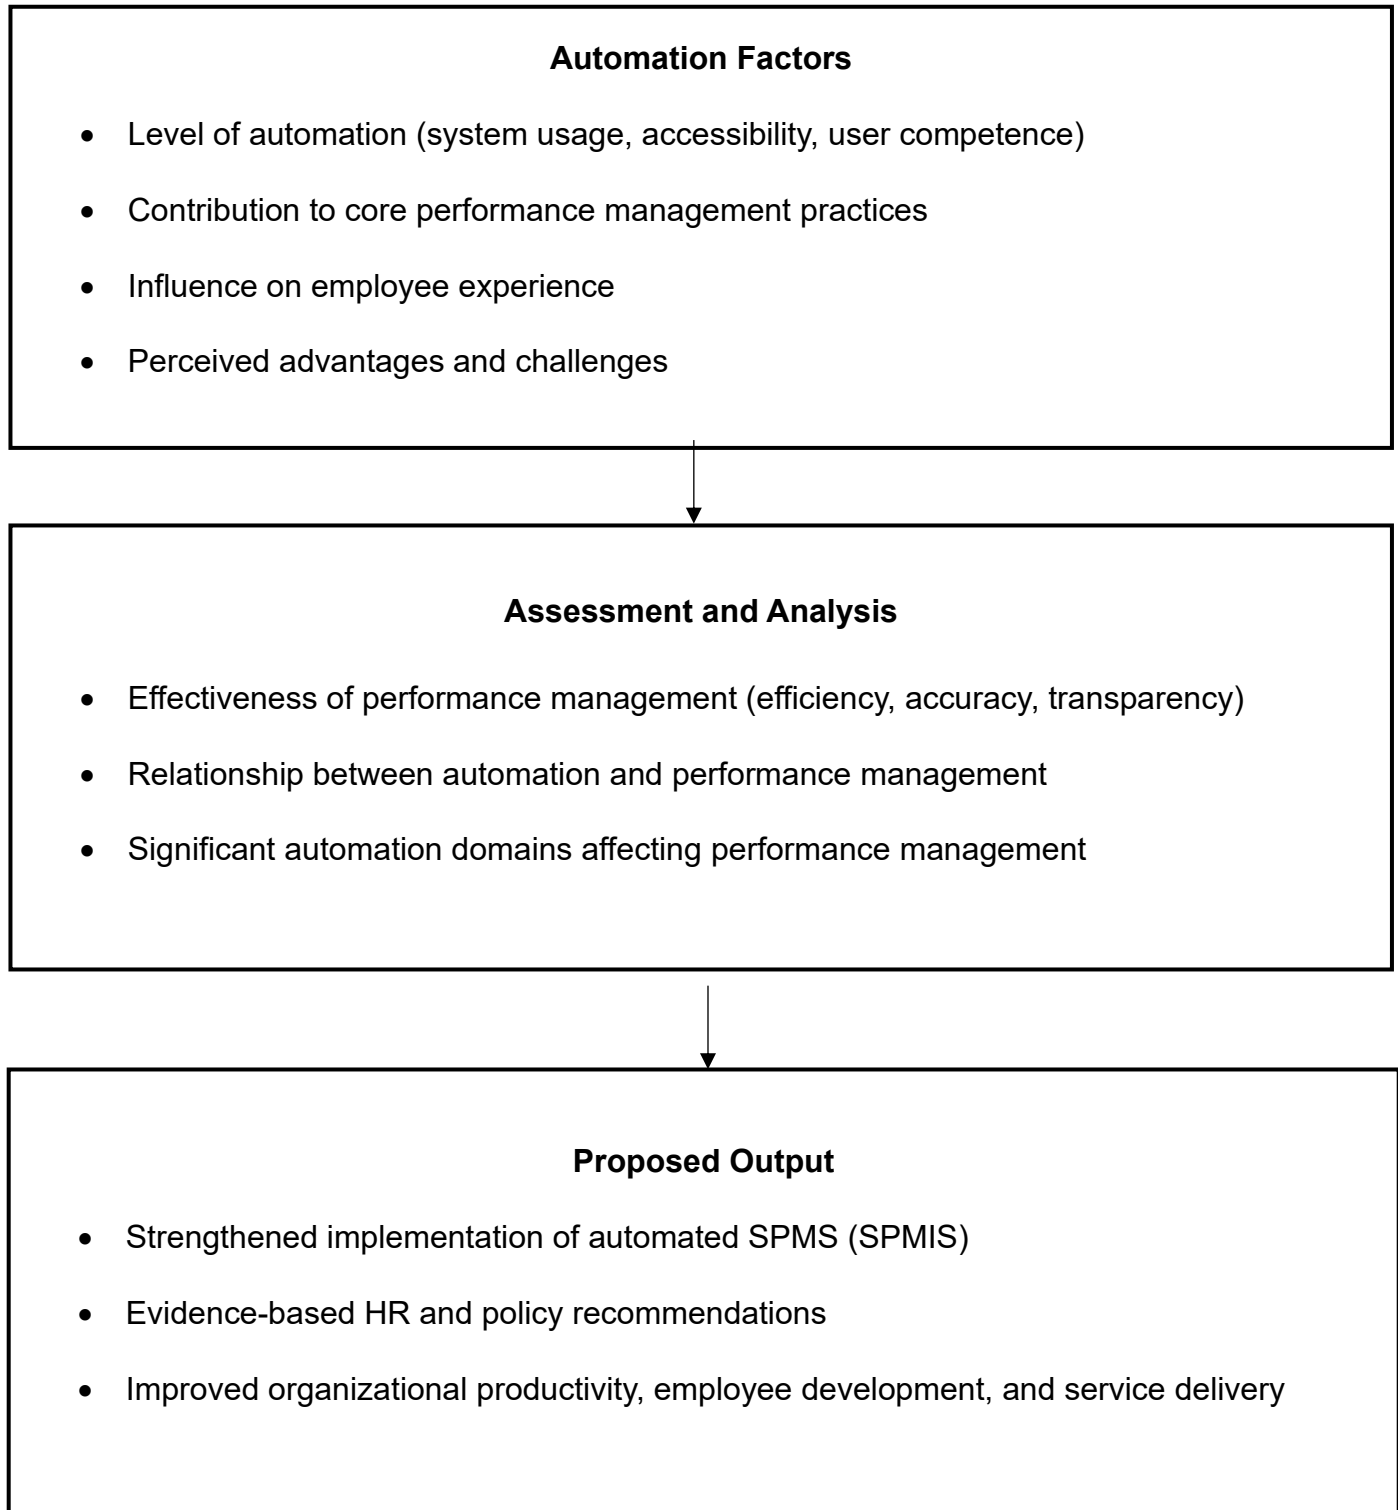 Automation Factors
• Level of automation (system usage, accessibility, user competence)
• Contribution to core performance management practices
• Influence on employee experience
• Perceived advantages and challenges
Assessment and Analysis
• Effectiveness of performance management (efficiency, accuracy, transparency)
• Relationship between automation and performance management
• Significant automation domains affecting performance management
Proposed Output
• Strengthened implementation of automated SPMS (SPMIS)
• Evidence-based HR and policy recommendations
• Improved organizational productivity, employee development, and service delivery